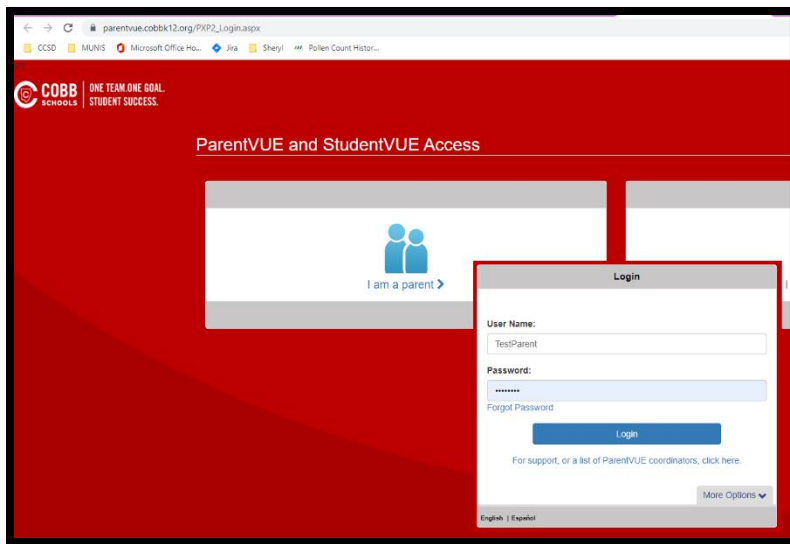 parentvue.cobbk12.org/PXP2_Login.aspx
CCSD MUNIS Microsoft Office Ho... Jira Sheryl Pollen Count Histor...
COBB SCHOOLS
ONE TEAM.ONE GOAL.
STUDENT SUCCESS.
ParentVUE and StudentVUE Access
I am a parent
I
Login
User Name:
TestParent
Password:
••••••••
Forgot Password
Login
For support, or a list of ParentVUE coordinators, click here.
More Options
English | Español